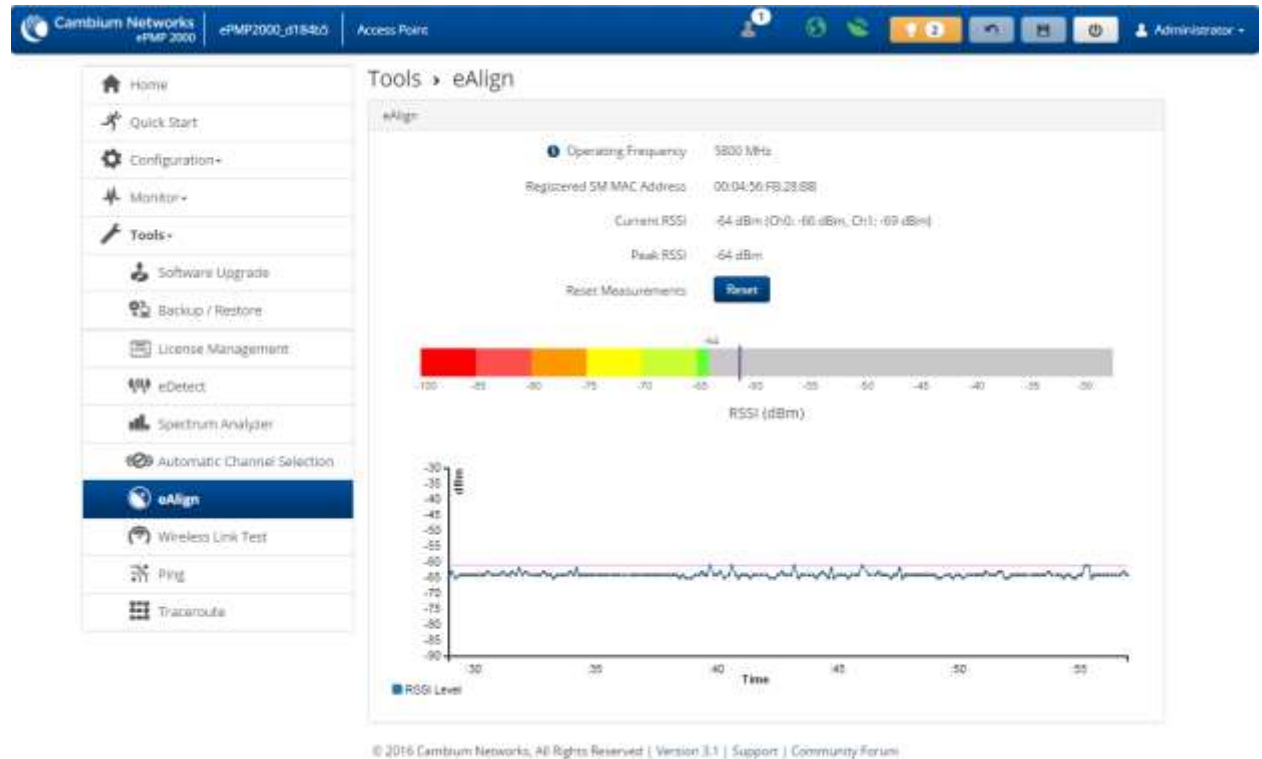 Cambium Networks
ePMP 2000
ePMP2000_d184b5
Access Point
1
2
Administrator
Home
Quick Start
Configuration
Monitor
Tools
Software Upgrade
Backup / Restore
License Management
eDetect
Spectrum Analyzer
Automatic Channel Selection
eAlign
Wireless Link Test
Ping
Traceroute
Tools › eAlign
eAlign
Operating Frequency 5800 MHz
Registered SM MAC Address 00:04:56:FB:28:BB
Current RSSI -64 dBm (Ch0: -66 dBm, Ch1: -69 dBm)
Peak RSSI -64 dBm
Reset Measurements Reset
-64
-100 -85 -80 -75 -70 -65 -60 -55 -50 -45 -40 -35 -30
RSSI (dBm)
dBm
-30
-35
-40
-45
-50
-55
-60
-65
-70
-75
-80
-85
-90
:30 :35 :40 :45 :50 :55
Time
RSSI Level
© 2016 Cambium Networks, All Rights Reserved | Version 3.1 | Support | Community Forum